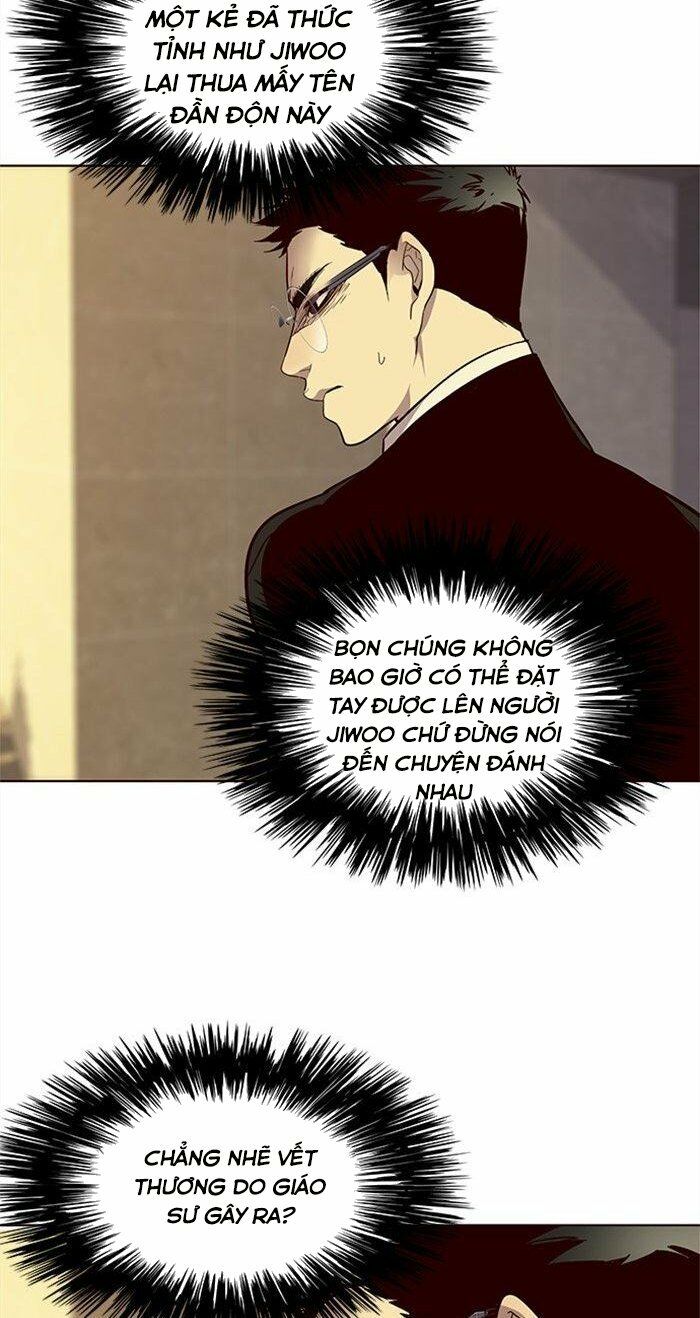 MỘT KẺ ĐÃ THỨC
TỈNH NHƯ JIWOO
LẠI THUA MẤY TÊN
ĐẦN ĐỘN NÀY
BỌN CHÚNG KHÔNG
BAO GIỜ CÓ THỂ ĐẶT
TAY ĐƯỢC LÊN NGƯỜI
JIWOO CHỨ ĐỪNG NÓI
ĐẾN CHUYỆN ĐÁNH
NHAU
CHẲNG NHẼ VẾT
THƯƠNG DO GIÁO
SƯ GÂY RA?